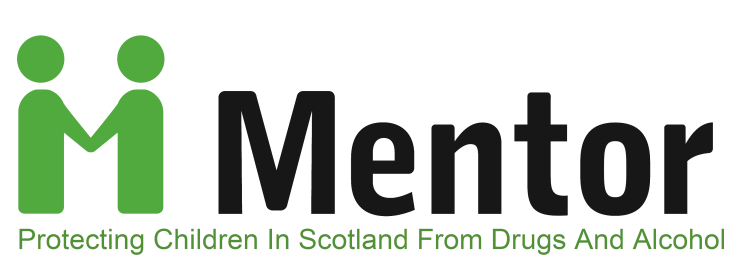 Mentor
Protecting Children In Scotland From Drugs And Alcohol